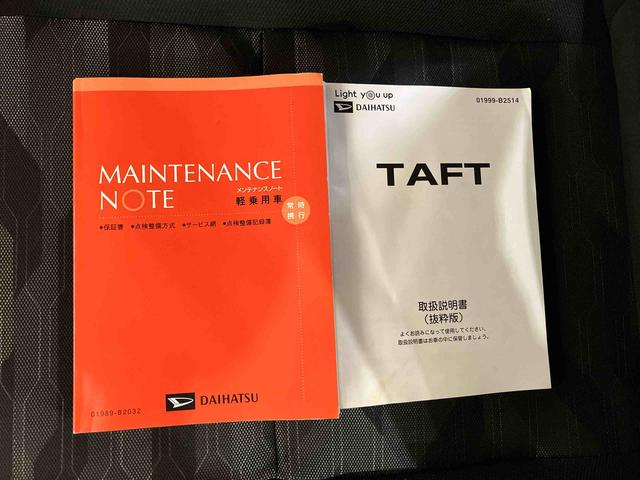 MAINTENANCE
NOTE
メンテナンスノート
軽乗用車
常時
携行
●保証書 ●点検整備方式 ●サービス網 ●点検整備記録簿
01989-B2032
DAIHATSU
Light you up
DAIHATSU
01999-B2514
TAFT
取扱説明書
(抜粋版)
よくお読みになって使用してください。
取扱説明書はお車の中に保管しましょう。